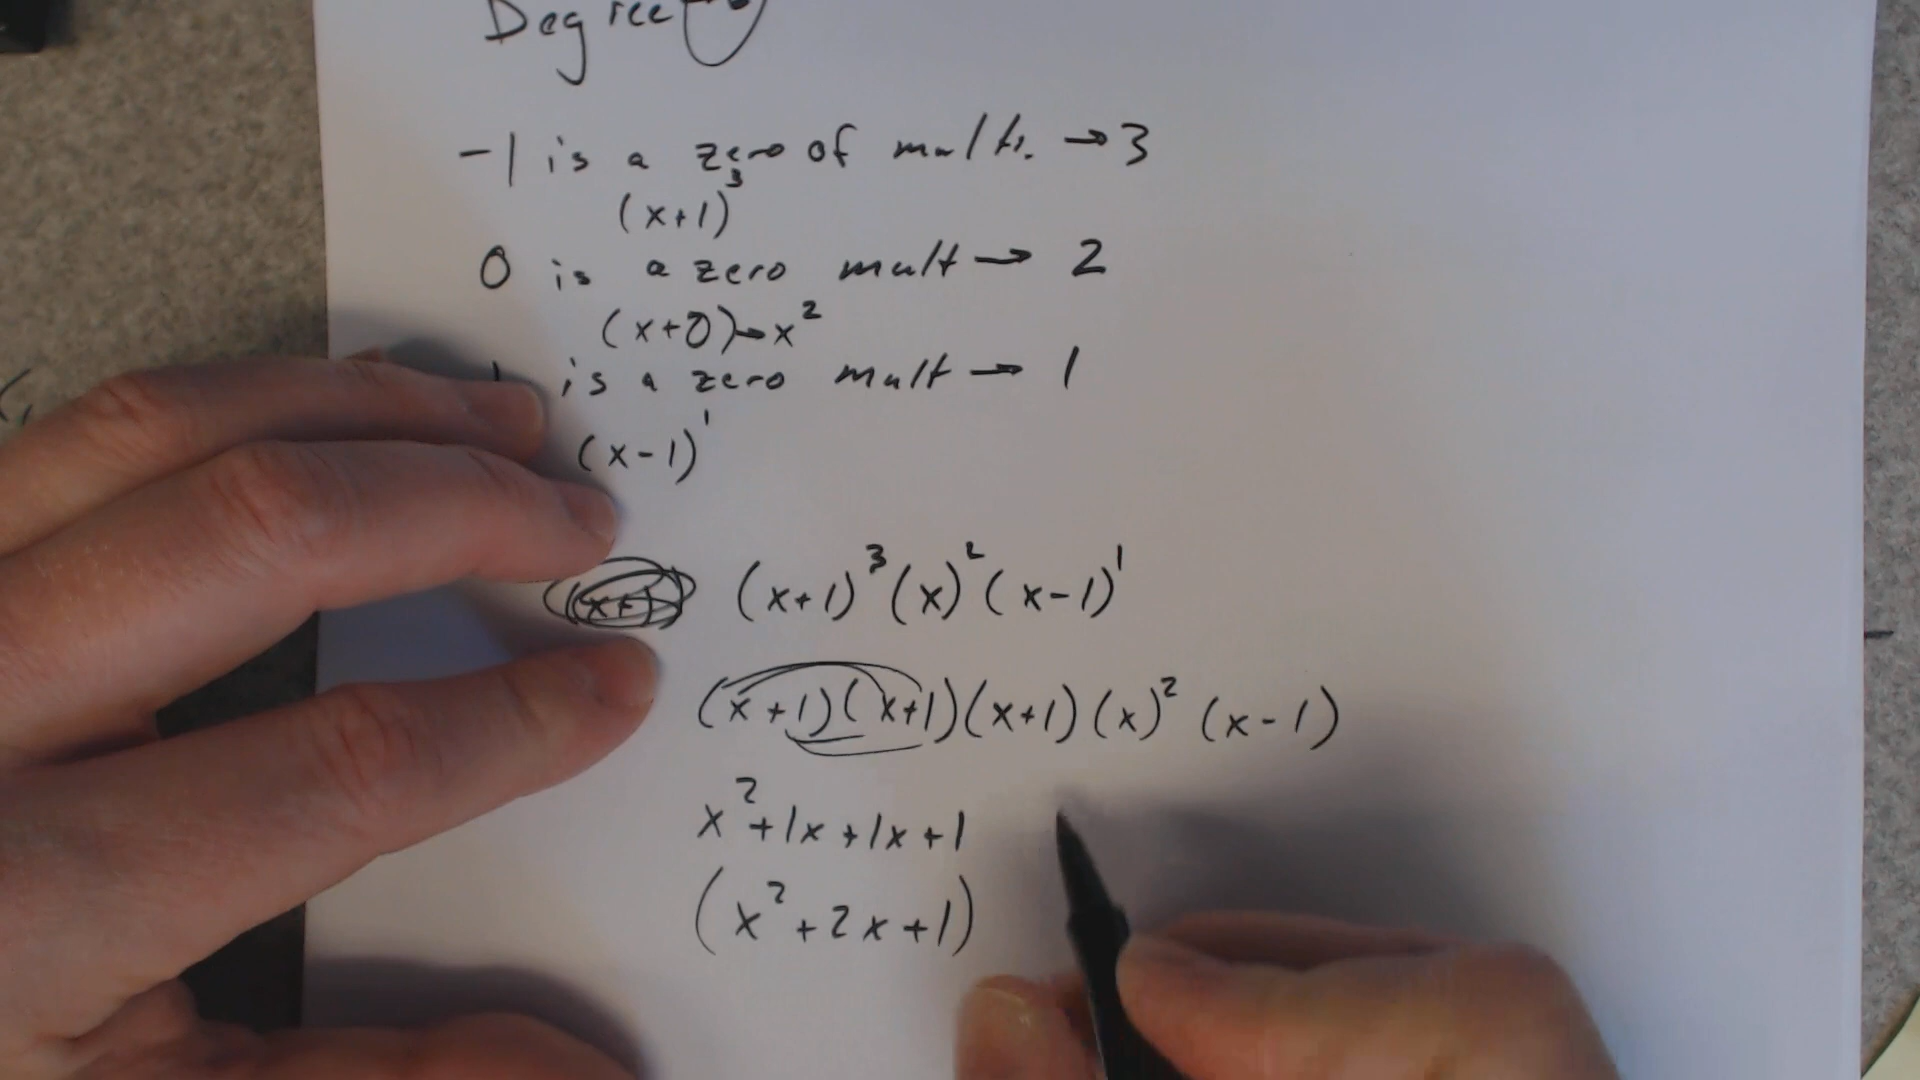 Degree
-1 is a zero of multi. → 3
(x+1)³
0 is a zero mult → 2
(x+0) → x²
1 is a zero mult → 1
(x-1)¹
(x+1)³(x)²(x-1)¹
(x+1)(x+1)(x+1)(x)²(x-1)
x²+1x+1x+1
(x²+2x+1)